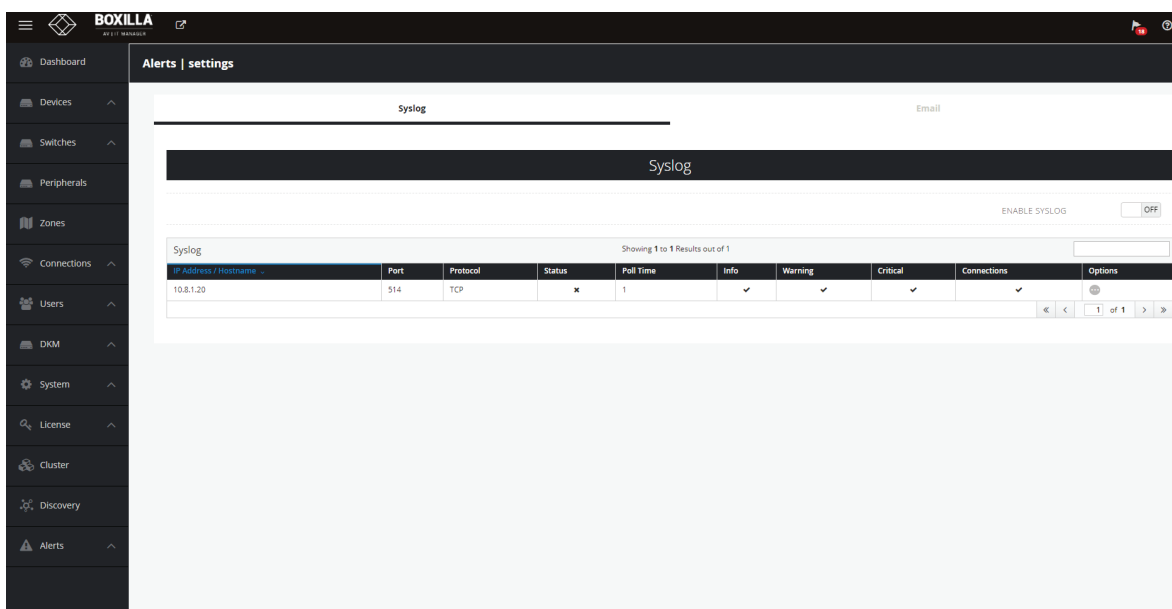 BOXILLA
AV | IT MANAGER
18
Dashboard
Devices
Switches
Peripherals
Zones
Connections
Users
DKM
System
License
Cluster
Discovery
Alerts
Alerts | settings
Syslog Email
Syslog
ENABLE SYSLOG OFF
Syslog Showing 1 to 1 Results out of 1
IP Address / Hostname Port Protocol Status Poll Time Info Warning Critical Connections Options
10.8.1.20 514 TCP ✖ 1 ✔ ✔ ✔ ✔
« < 1 of 1 > »